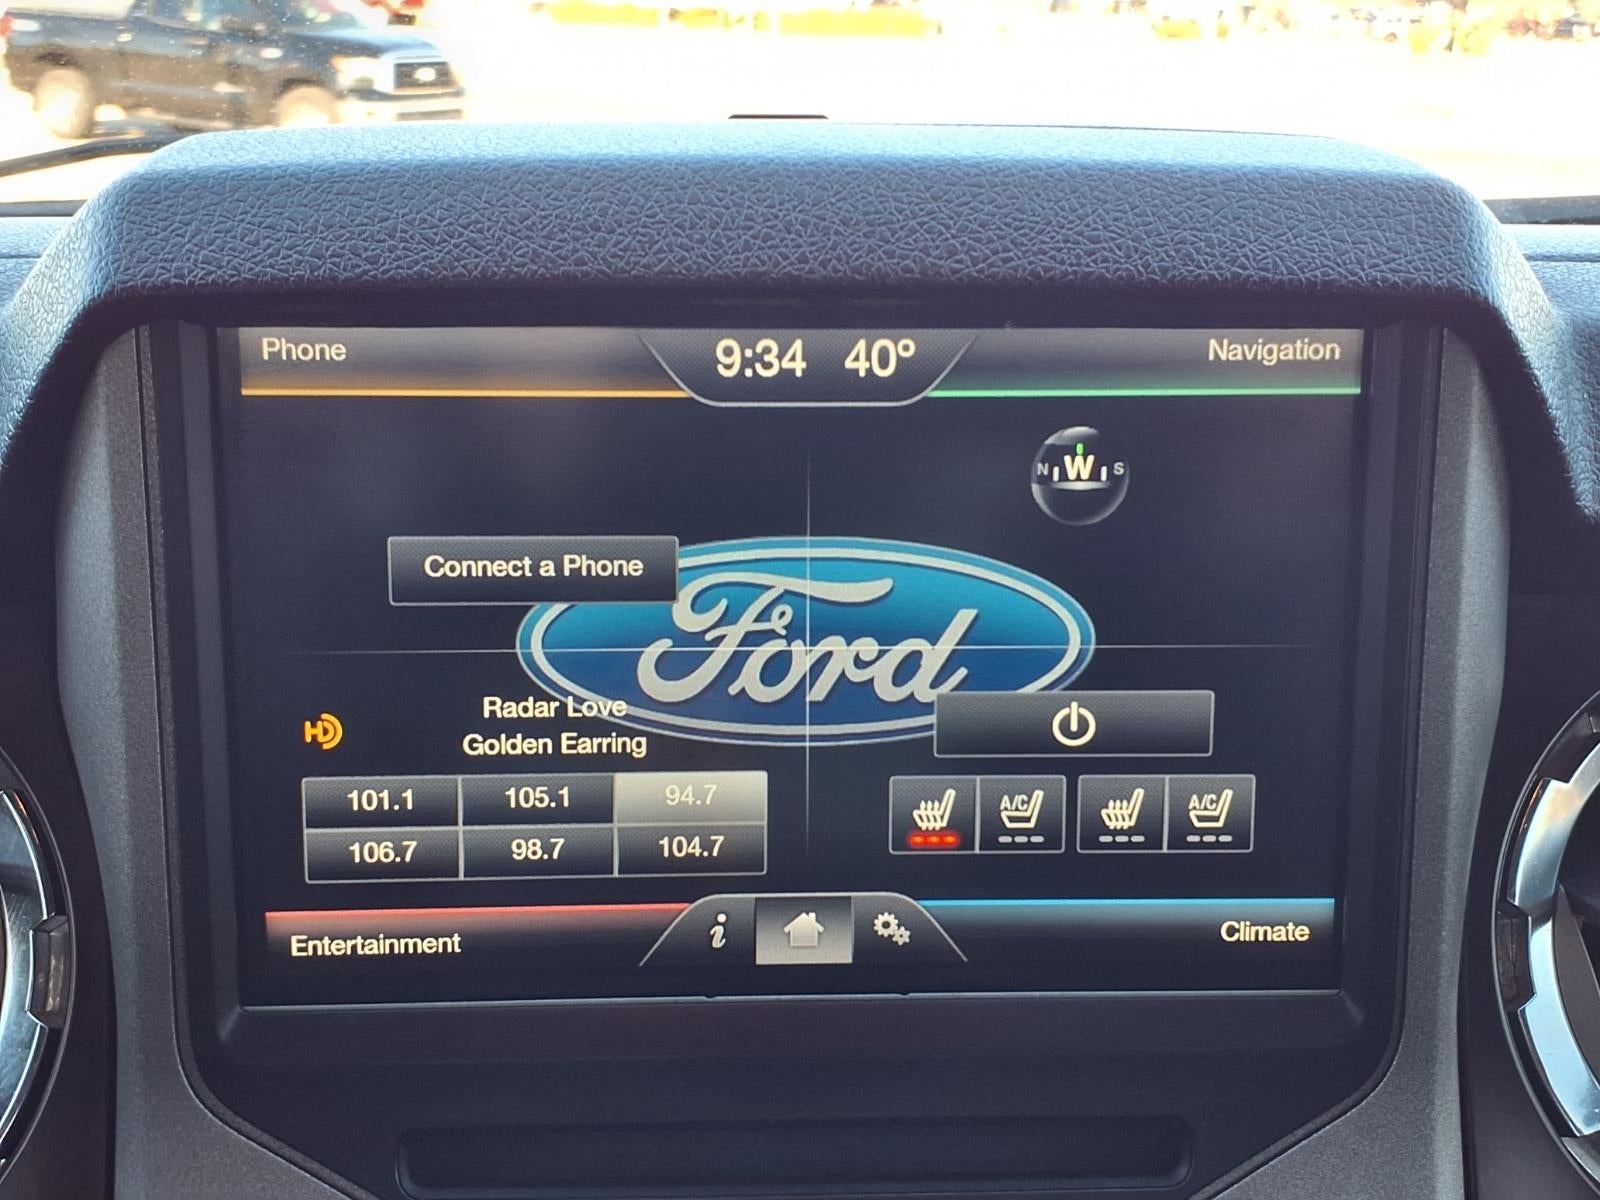 Phone
9:34 40°
Navigation
N W S
Connect a Phone
Ford
HD
Radar Love
Golden Earring
101.1 105.1 94.7
106.7 98.7 104.7
A/C A/C
Entertainment
i
Climate